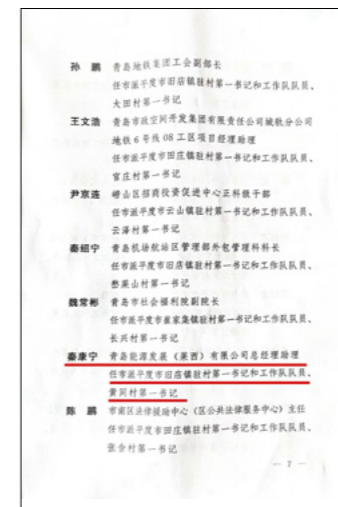 孙　鹏　青岛地铁集团工会副部长
任市派平度市旧店镇驻村第一书记和工作队队员、
大田村第一书记
王文浩　青岛市政空间开发集团有限责任公司城轨分公司
地铁6号线08工区项目经理助理
任市派平度市田庄镇驻村第一书记和工作队队员、
官庄村第一书记
尹京连　崂山区招商投资促进中心正科级干部
任市派平度市云山镇驻村第一书记和工作队队员、
云泽村第一书记
秦绍宁　青岛机场航站区管理部外包管理科科长
任市派平度市旧店镇驻村第一书记和工作队队员、
山村第一书记
魏常彬　青岛市社会福利院副院长
任市派平度市崔家集镇驻村第一书记和工作队队员、
长兴村第一书记
秦康宁　青岛能源发展（莱西）有限公司总经理助理
任市派平度市旧店镇驻村第一书记和工作队队员、
黄同村第一书记
陈　鹏　市南区法律援助中心（区公共法律服务中心）主任
任市派平度市田庄镇驻村第一书记和工作队队员、
张舍村第一书记
— 7 —